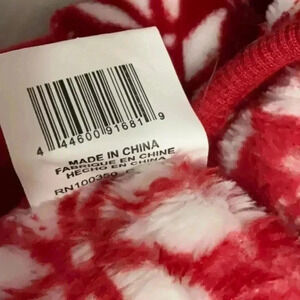 4 44600 91681 9
MADE IN CHINA
FABRIQUE EN CHINE
HECHO EN CHINA